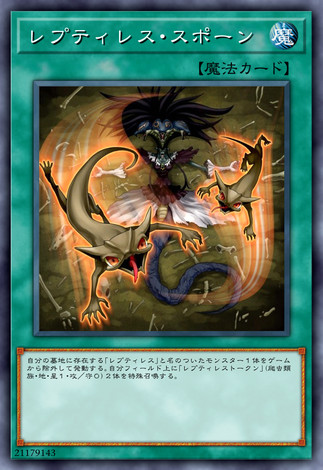 レプティレス・スポーン
魔
【魔法カード】
自分の墓地に存在する「レプティレス」と名のついたモンスター１体をゲーム
から除外して発動する。自分フィールド上に「レプティレストークン」（爬虫類
族・地・星１・攻／守０）２体を特殊召喚する。
21179143